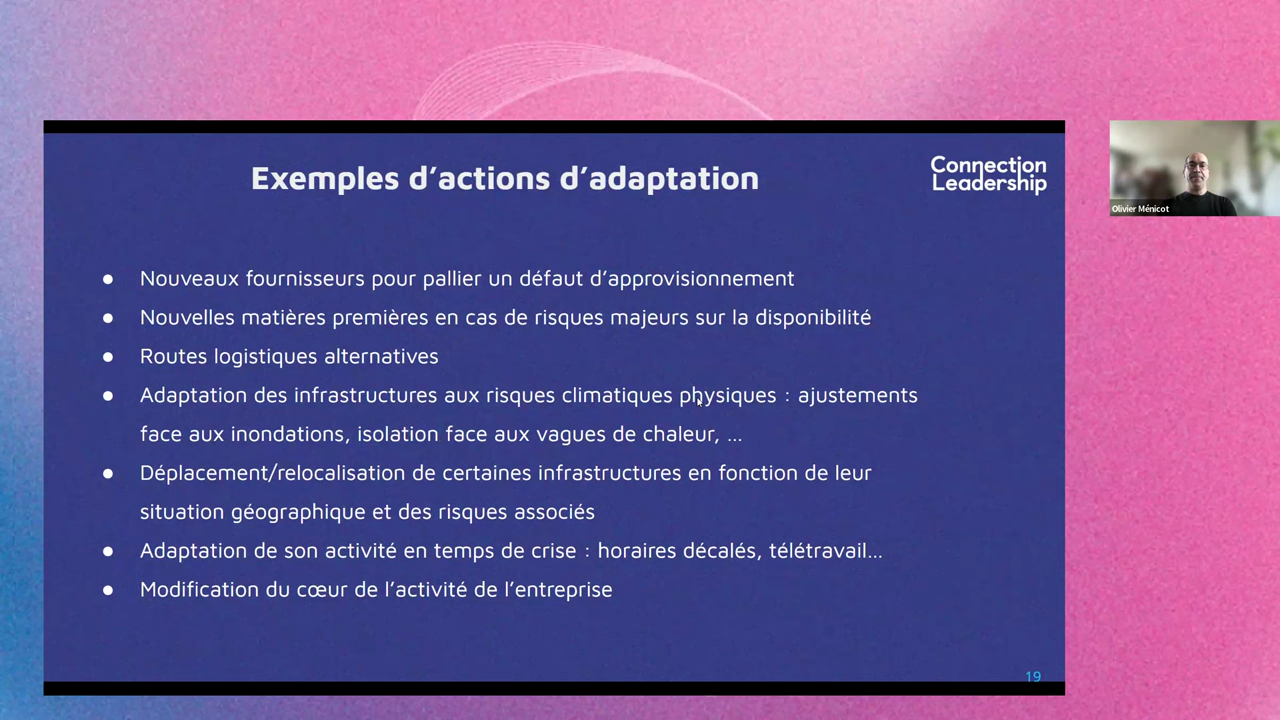 Exemples d’actions d’adaptation
Connection
Leadership
Olivier Ménicot
● Nouveaux fournisseurs pour pallier un défaut d’approvisionnement
● Nouvelles matières premières en cas de risques majeurs sur la disponibilité
● Routes logistiques alternatives
● Adaptation des infrastructures aux risques climatiques physiques : ajustements
face aux inondations, isolation face aux vagues de chaleur, ...
● Déplacement/relocalisation de certaines infrastructures en fonction de leur
situation géographique et des risques associés
● Adaptation de son activité en temps de crise : horaires décalés, télétravail...
● Modification du cœur de l’activité de l’entreprise
19